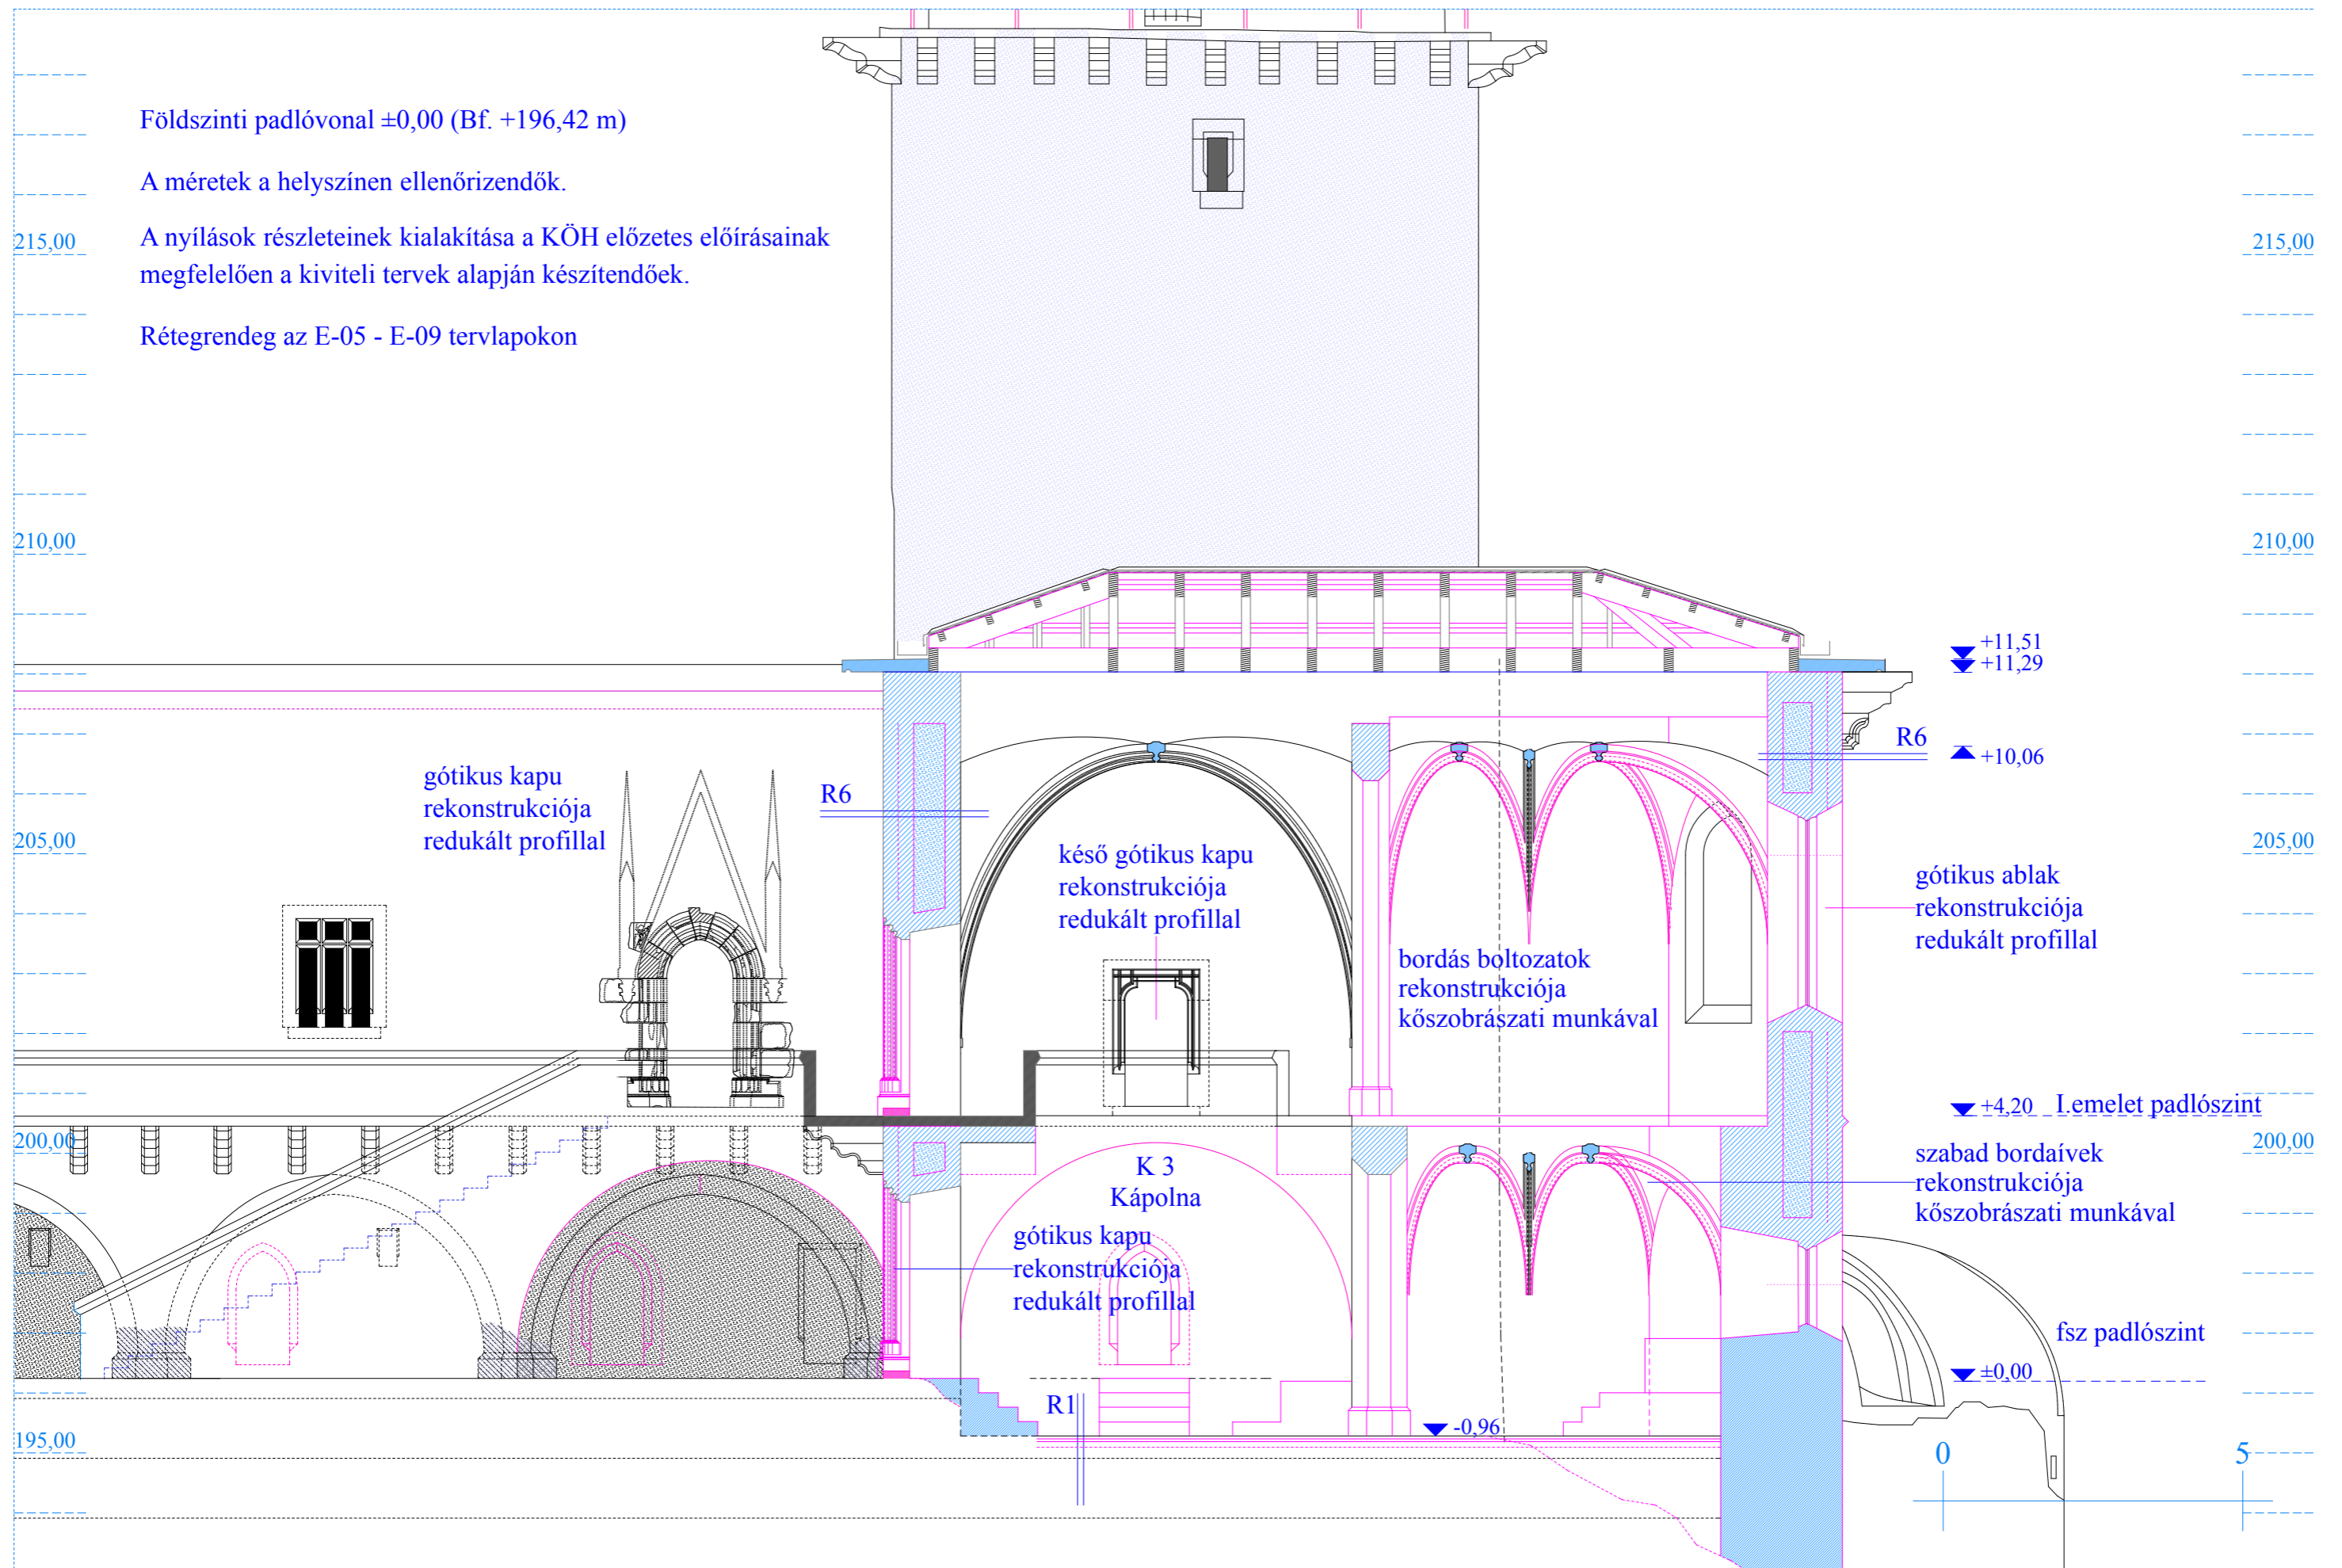 Földszinti padlóvonal ±0,00 (Bf. +196,42 m)
A méretek a helyszínen ellenőrizendők.
A nyílások részleteinek kialakítása a KÖH előzetes előírásainak
megfelelően a kiviteli tervek alapján készítendőek.
Rétegrendeg az E-05 - E-09 tervlapokon
215,00
215,00
210,00
210,00
+11,51
+11,29
R6
+10,06
gótikus kapu
rekonstrukciója
redukált profillal
R6
205,00
205,00
késő gótikus kapu
rekonstrukciója
redukált profillal
gótikus ablak
rekonstrukciója
redukált profillal
bordás boltozatok
rekonstrukciója
kőszobrászati munkával
+4,20 I.emelet padlószint
200,00
200,00
szabad bordaívek
rekonstrukciója
kőszobrászati munkával
K 3
Kápolna
gótikus kapu
rekonstrukciója
redukált profillal
fsz padlószint
±0,00
R1
-0,96
195,00
0 5